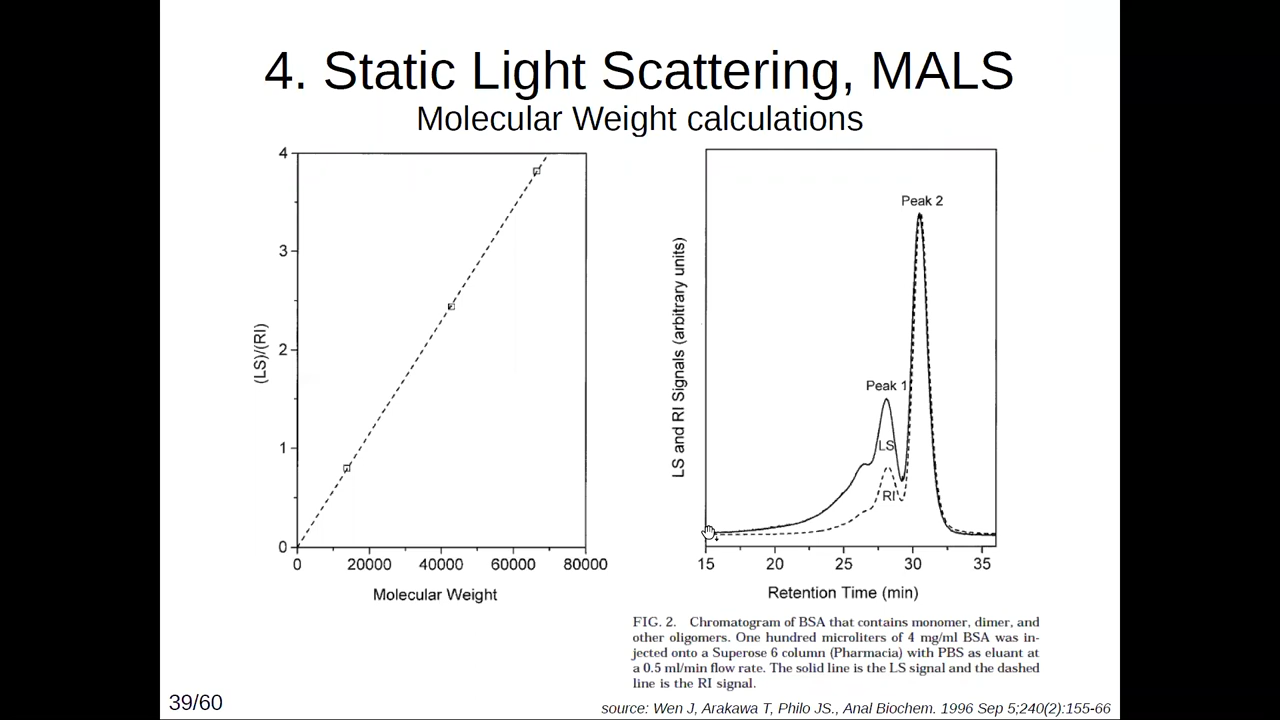 4. Static Light Scattering, MALS
Molecular Weight calculations
4
3
2
1
0
(LS)/(RI)
0 20000 40000 60000 80000
Molecular Weight
Peak 2
Peak 1
LS
RI
LS and RI Signals (arbitrary units)
15 20 25 30 35
Retention Time (min)
FIG. 2. Chromatogram of BSA that contains monomer, dimer, and
other oligomers. One hundred microliters of 4 mg/ml BSA was in-
jected onto a Superose 6 column (Pharmacia) with PBS as eluant at
a 0.5 ml/min flow rate. The solid line is the LS signal and the dashed
line is the RI signal.
39/60
source: Wen J, Arakawa T, Philo JS., Anal Biochem. 1996 Sep 5;240(2):155-66